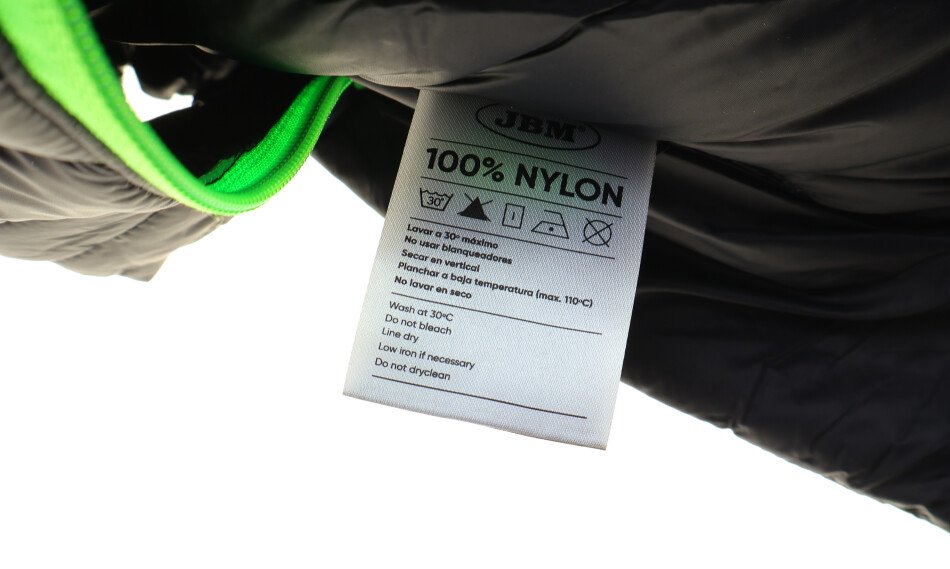 JBM®
100% NYLON
30°
Lavar a 30º máximo
No usar blanqueadores
Secar en vertical
Planchar a baja temperatura (max. 110ºC)
No lavar en seco
Wash at 30ºC
Do not bleach
Line dry
Low iron if necessary
Do not dryclean